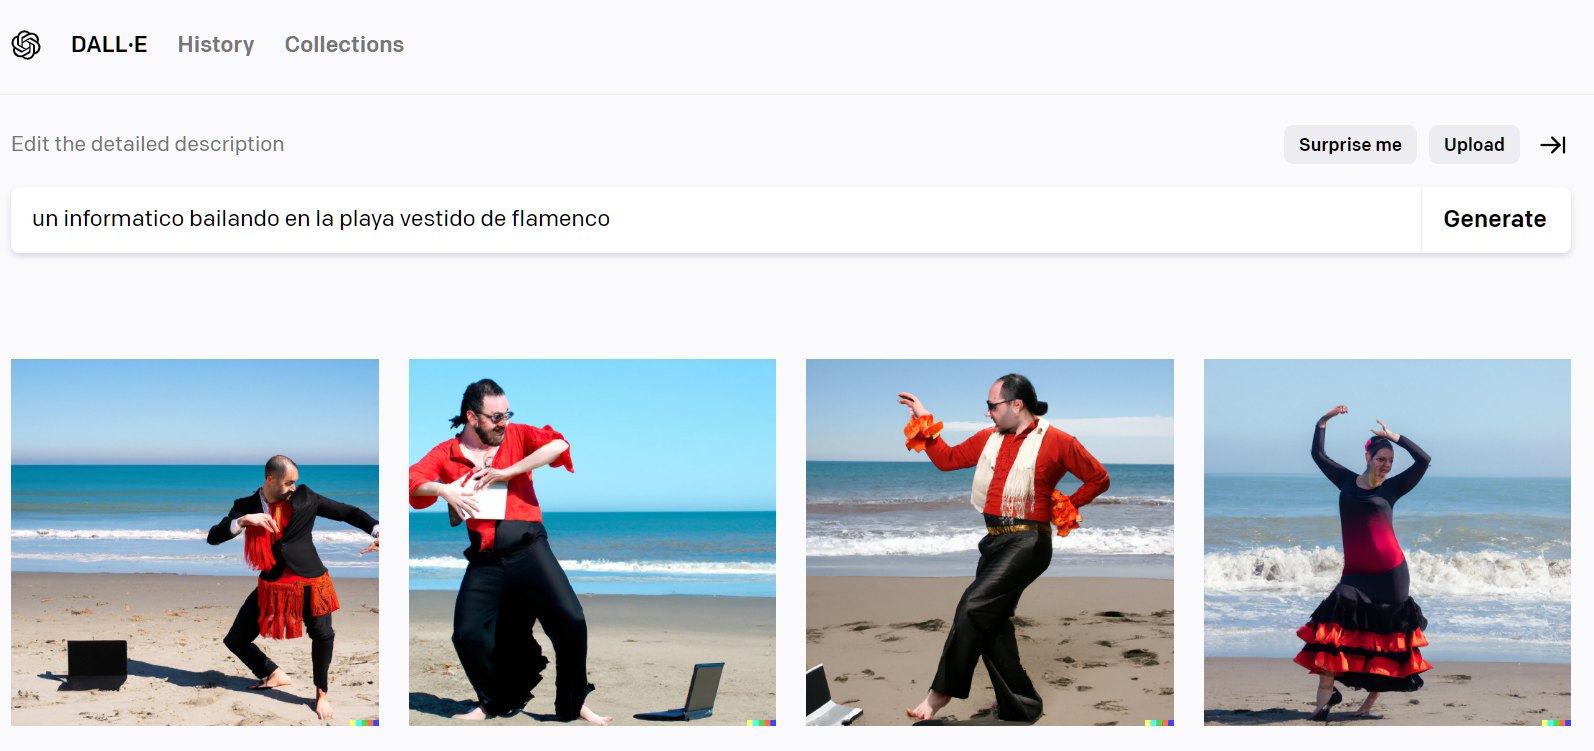 DALL·E History Collections
Edit the detailed description
Surprise me Upload
un informatico bailando en la playa vestido de flamenco
Generate